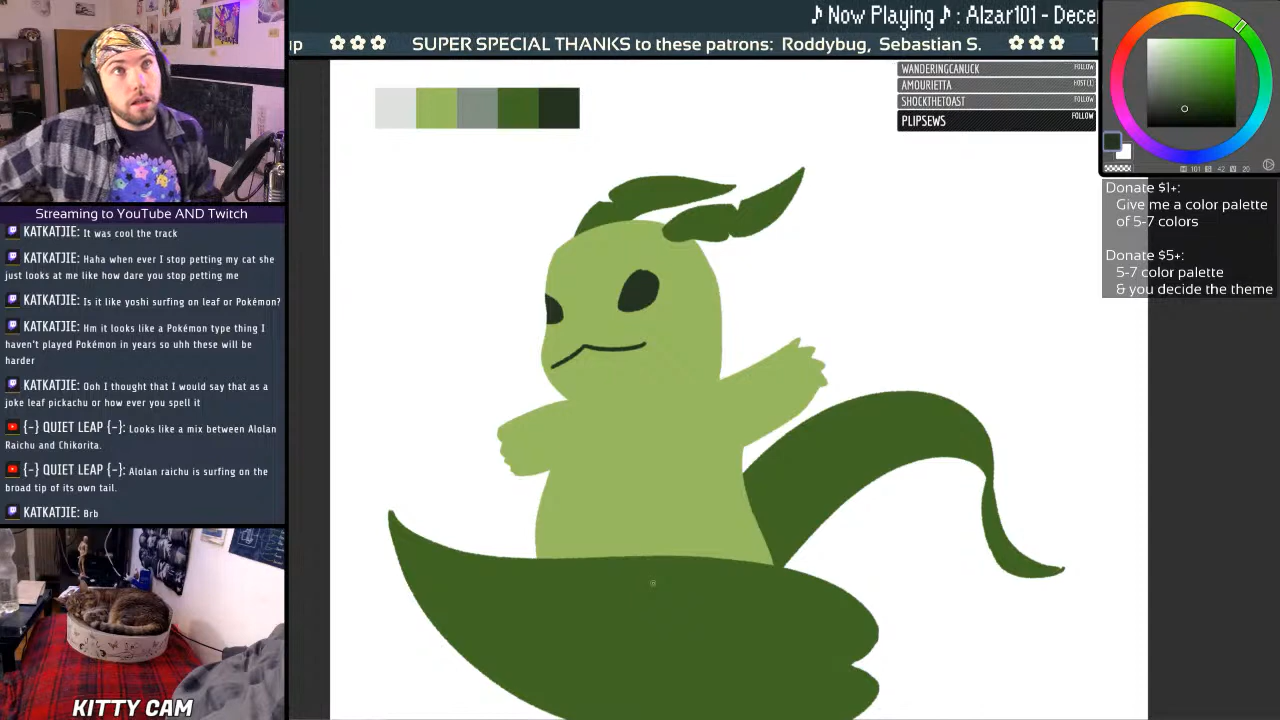 ♪ Now Playing ♪ : Alzar101 - Dece
up ✿ ✿ ✿ SUPER SPECIAL THANKS to these patrons: Roddybug, Sebastian S. ✿ ✿ ✿ T
WANDERINGCANUCK FOLLOW
AMOURIETTA
SHOCKTHETOAST FOLLOW
PLIPSEWS FOLLOW
Donate $1+:
Give me a color palette
of 5-7 colors
Donate $5+:
5-7 color palette
& you decide the theme
Streaming to YouTube AND Twitch
KATKATJIE: It was cool the track
KATKATJIE: Haha when ever I stop petting my cat she
just looks at me like how dare you stop petting me
KATKATJIE: Is it like yoshi surfing on leaf or Pokémon?
KATKATJIE: Hm it looks like a Pokémon type thing I
haven't played Pokémon in years so uhh these will be
harder
KATKATJIE: Ooh I thought that I would say that as a
joke leaf pickachu or how ever you spell it
{-} QUIET LEAP {-}: Looks like a mix between Alolan
Raichu and Chikorita.
{-} QUIET LEAP {-}: Alolan raichu is surfing on the
broad tip of its own tail.
KATKATJIE: Brb
KITTY CAM